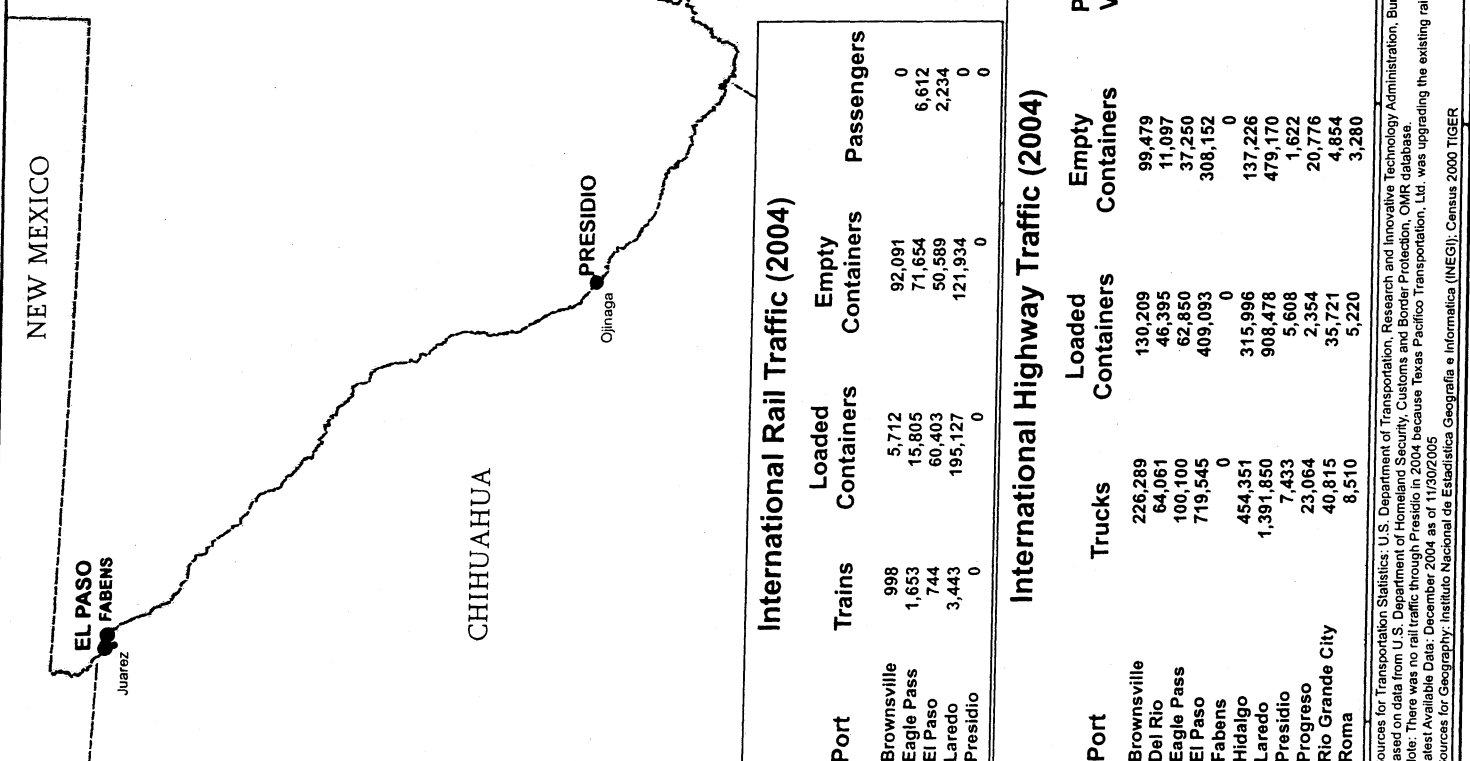 NEW MEXICO
EL PASO
FABENS
Juarez
CHIHUAHUA
PRESIDIO
Ojinaga
International Rail Traffic (2004)
Port Trains Loaded Containers Empty Containers Passengers
Brownsville 998 5,712 92,091 0
Eagle Pass 1,653 15,805 71,654 6,612
El Paso 744 60,403 50,589 2,234
Laredo 3,443 195,127 121,934 0
Presidio 0 0 0 0
International Highway Traffic (2004)
Port Trucks Loaded Containers Empty Containers
Brownsville 226,289 130,209 99,479
Del Rio 64,061 46,395 11,097
Eagle Pass 100,100 62,850 37,250
El Paso 719,545 409,093 308,152
Fabens 0 0 0
Hidalgo 454,351 315,996 137,226
Laredo 1,391,850 908,478 479,170
Presidio 7,433 5,608 1,622
Progreso 23,064 2,354 20,776
Rio Grande City 40,815 35,721 4,854
Roma 8,510 5,220 3,280
ources for Transportation Statistics: U.S. Department of Transportation, Research and Innovative Technology Administration, Bu
ased on data from U.S. Department of Homeland Security, Customs and Border Protection, OMR database.
lote: There was no rail traffic through Presidio in 2004 because Texas Pacifico Transportation, Ltd. was upgrading the existing rai
atest Available Data: December 2004 as of 11/30/2005
ources for Geography: Instituto Nacional de Estadistica Geografia e Informatica (INEGI); Census 2000 TIGER